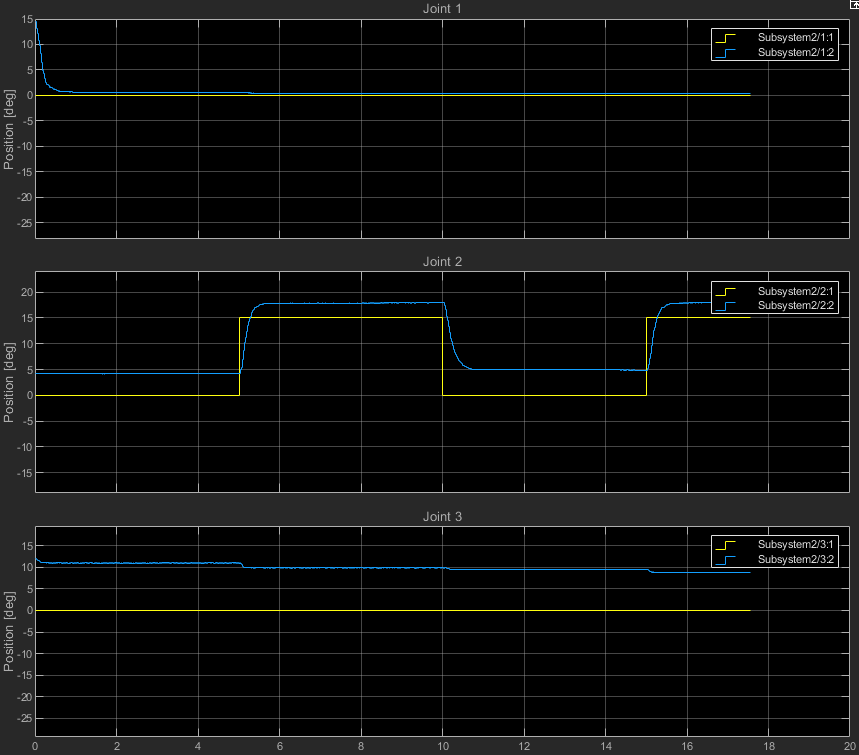 Joint 1
15
10
5
0
-5
-10
-15
-20
-25
Position [deg]
Subsystem2/1:1
Subsystem2/1:2
Joint 2
20
15
10
5
0
-5
-10
-15
Position [deg]
Subsystem2/2:1
Subsystem2/2:2
Joint 3
15
10
5
0
-5
-10
-15
-20
-25
Position [deg]
Subsystem2/3:1
Subsystem2/3:2
0 2 4 6 8 10 12 14 16 18 20